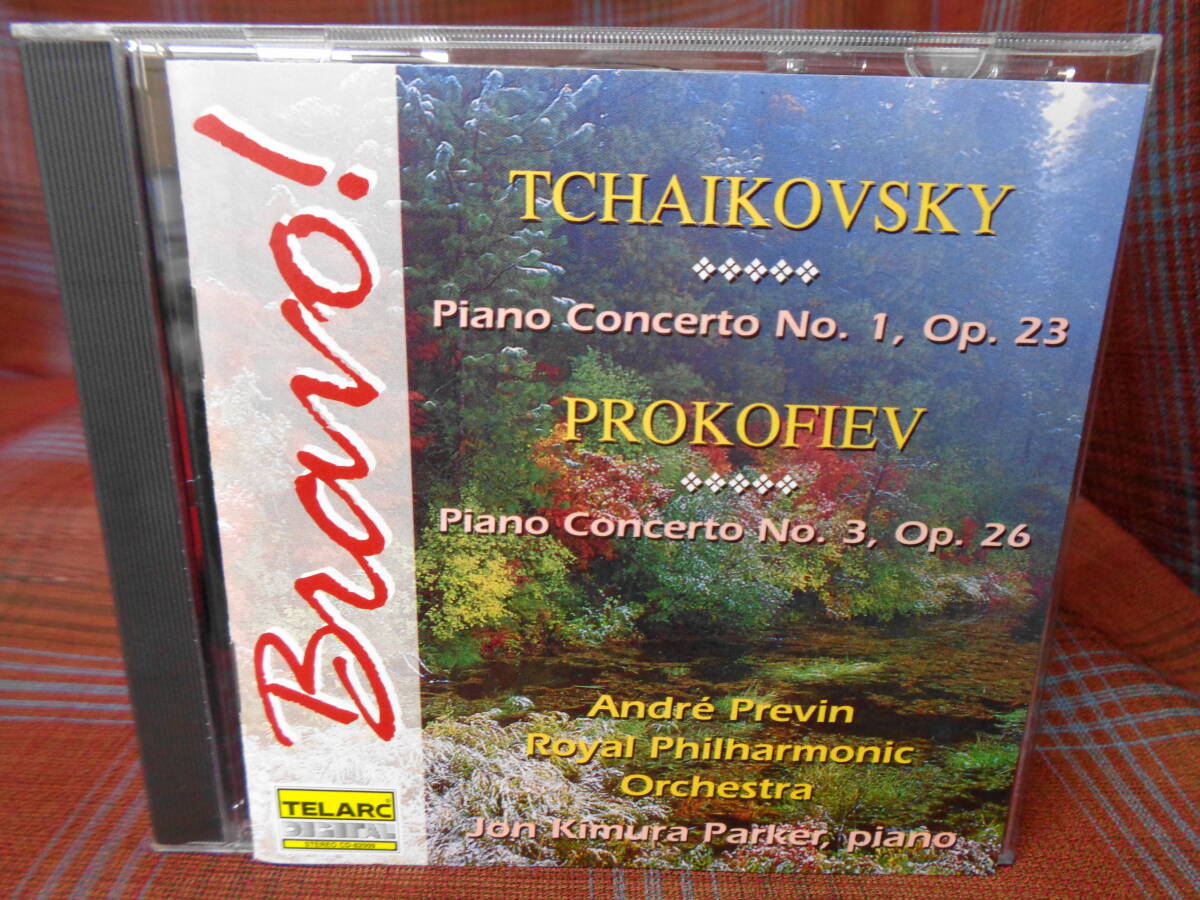 Bravo!
TCHAIKOVSKY
Piano Concerto No. 1, Op. 23
PROKOFIEV
Piano Concerto No. 3, Op. 26
André Previn
Royal Philharmonic
Orchestra
Jon Kimura Parker, piano
TELARC®
DIGITAL
STEREO